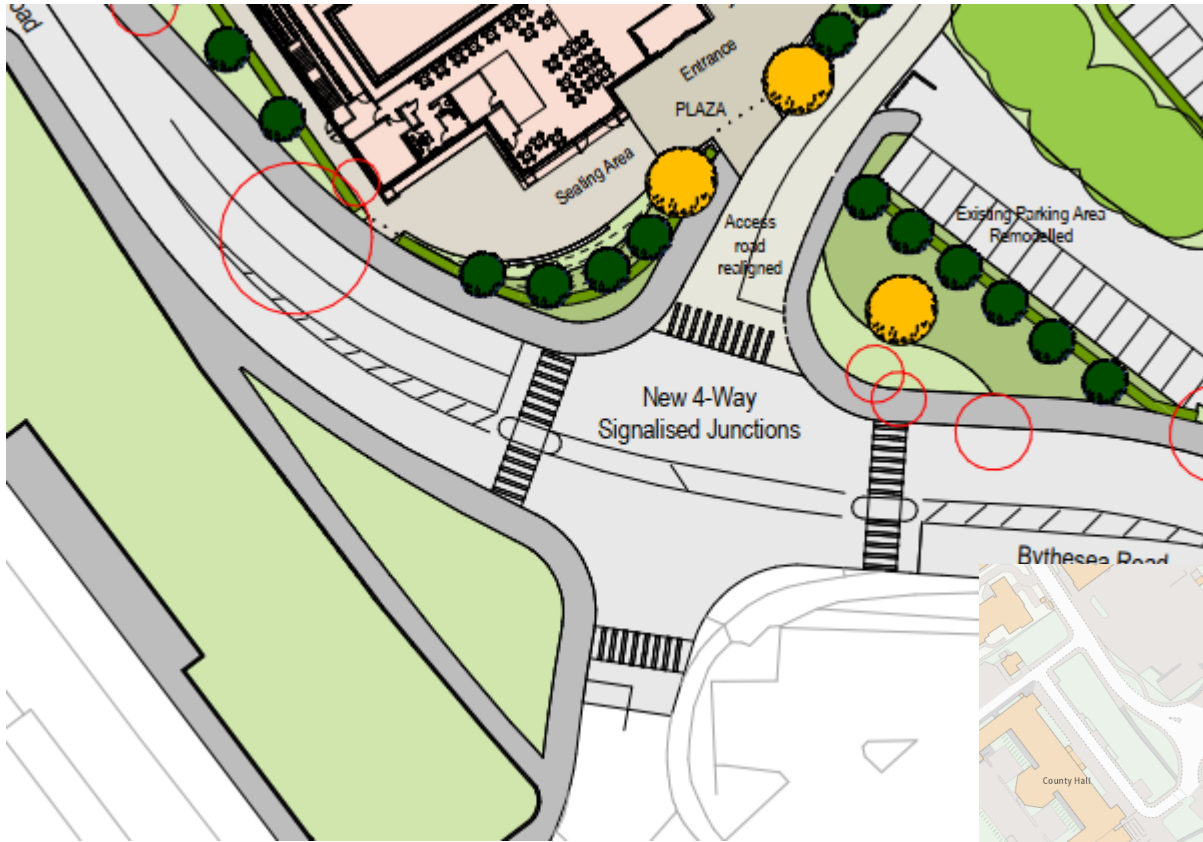 Road
Entrance
PLAZA
Seating Area
Access
road
realigned
Existing Parking Area
Remodelled
New 4-Way
Signalised Junctions
Bythesea Road
County Hall